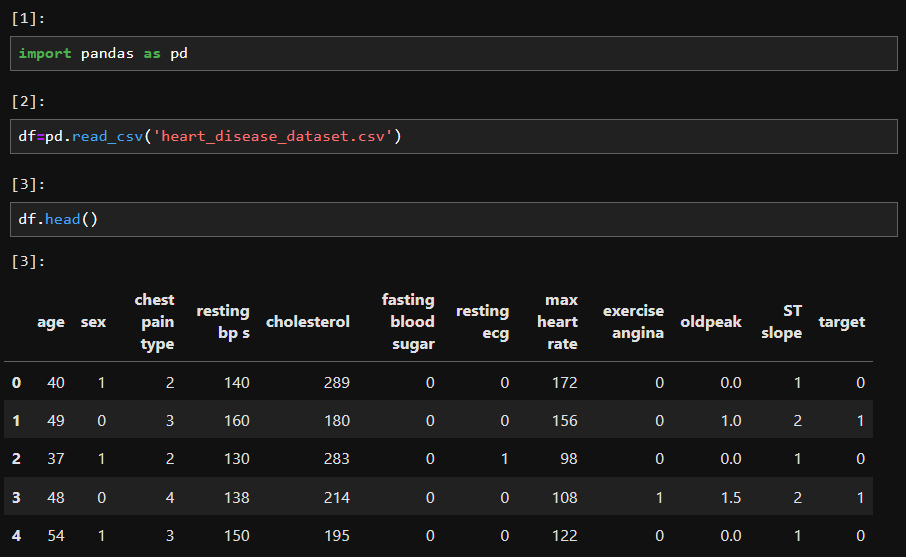 [1]:
import pandas as pd
[2]:
df=pd.read_csv('heart_disease_dataset.csv')
[3]:
df.head()
[3]:
age sex chest pain type resting bp s cholesterol fasting blood sugar resting ecg max heart rate exercise angina oldpeak ST slope target
0 40 1 2 140 289 0 0 172 0 0.0 1 0
1 49 0 3 160 180 0 0 156 0 1.0 2 1
2 37 1 2 130 283 0 1 98 0 0.0 1 0
3 48 0 4 138 214 0 0 108 1 1.5 2 1
4 54 1 3 150 195 0 0 122 0 0.0 1 0